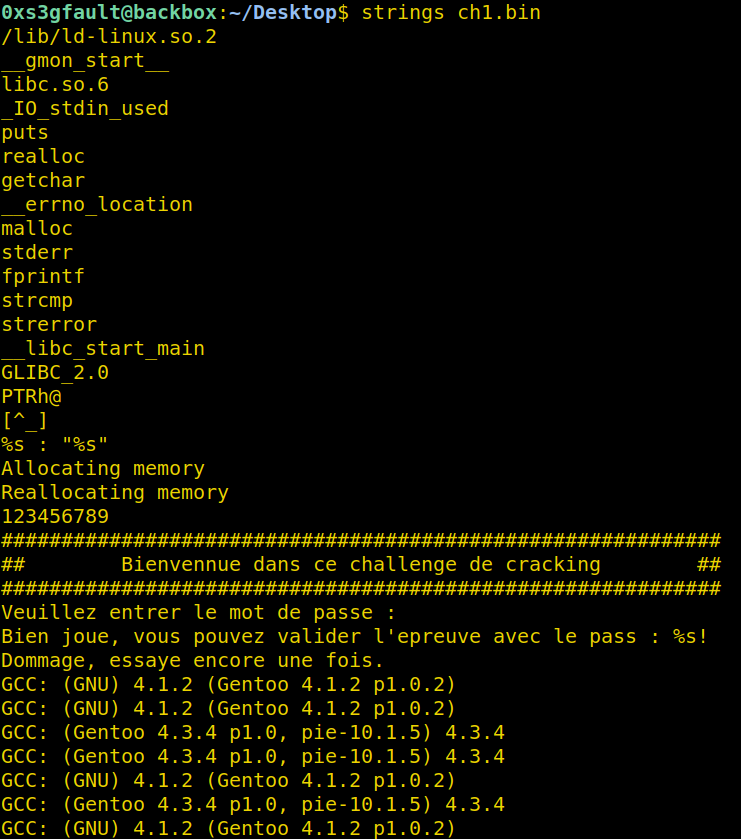 0xs3gfault@backbox:~/Desktop$ strings ch1.bin
/lib/ld-linux.so.2
__gmon_start__
libc.so.6
_IO_stdin_used
puts
realloc
getchar
__errno_location
malloc
stderr
fprintf
strcmp
strerror
__libc_start_main
GLIBC_2.0
PTRh@
[^_]
%s : "%s"
Allocating memory
Reallocating memory
123456789
############################################################
##        Bienvennue dans ce challenge de cracking        ##
############################################################
Veuillez entrer le mot de passe :
Bien joue, vous pouvez valider l'epreuve avec le pass : %s!
Dommage, essaye encore une fois.
GCC: (GNU) 4.1.2 (Gentoo 4.1.2 p1.0.2)
GCC: (GNU) 4.1.2 (Gentoo 4.1.2 p1.0.2)
GCC: (Gentoo 4.3.4 p1.0, pie-10.1.5) 4.3.4
GCC: (Gentoo 4.3.4 p1.0, pie-10.1.5) 4.3.4
GCC: (GNU) 4.1.2 (Gentoo 4.1.2 p1.0.2)
GCC: (Gentoo 4.3.4 p1.0, pie-10.1.5) 4.3.4
GCC: (GNU) 4.1.2 (Gentoo 4.1.2 p1.0.2)